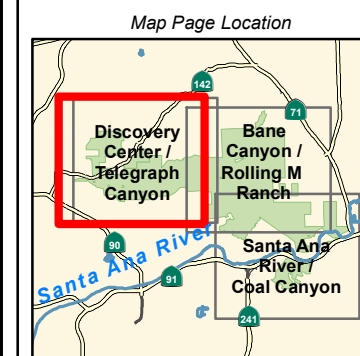 Map Page Location
142
71
Discovery
Center /
Telegraph
Canyon
Bane
Canyon /
Rolling M
Ranch
90
Santa Ana River
91
Santa Ana
River /
Coal Canyon
241